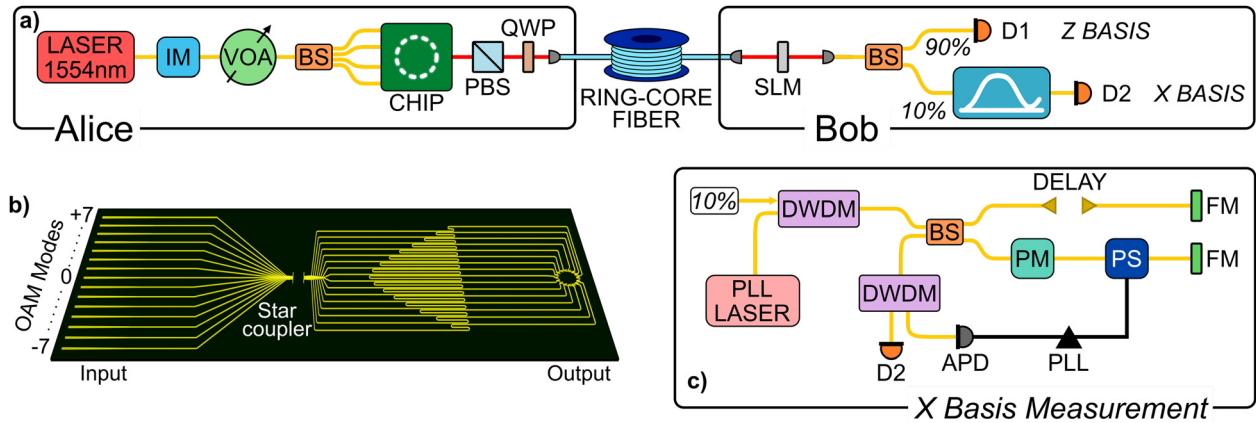 a)
LASER
1554nm
IM
VOA
BS
CHIP
PBS
QWP
RING-CORE
FIBER
SLM
BS
90%
10%
D1
Z BASIS
D2
X BASIS
Alice
Bob
b)
OAM Modes
+7
0
-7
Star
coupler
Input
Output
10%
DWDM
PLL
LASER
BS
DELAY
FM
PM
PS
FM
DWDM
D2
APD
PLL
c)
X Basis Measurement